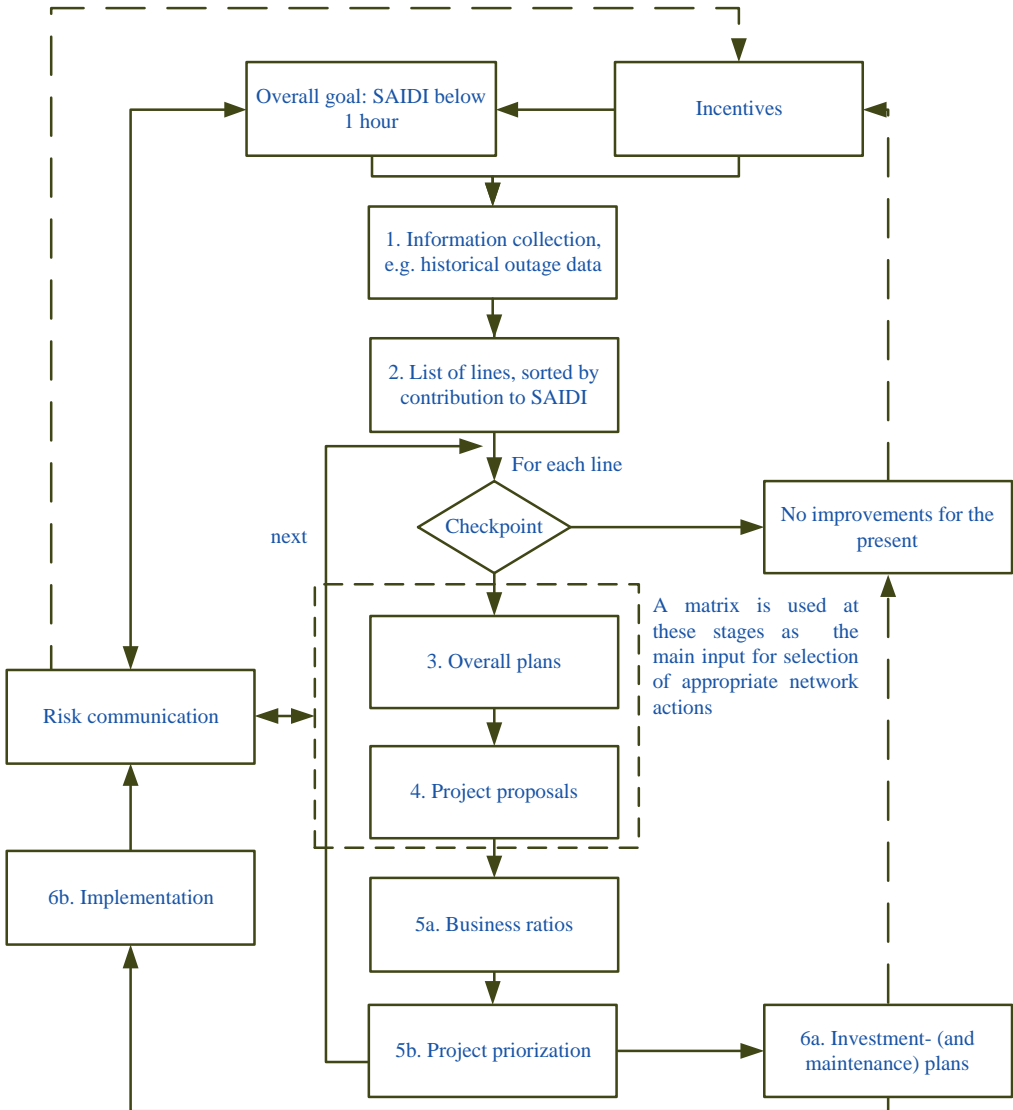 Overall goal: SAIDI below
1 hour
Incentives
1. Information collection,
e.g. historical outage data
2. List of lines, sorted by
contribution to SAIDI
For each line
Checkpoint
next
No improvements for the
present
A matrix is used at
these stages as the
main input for selection
of appropriate network
actions
3. Overall plans
Risk communication
4. Project proposals
6b. Implementation
5a. Business ratios
5b. Project priorization
6a. Investment- (and
maintenance) plans